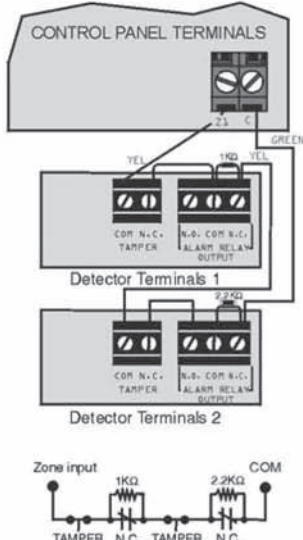 CONTROL PANEL TERMINALS
Z1 C
GREEN
YEL 1KΩ YEL
COM N.C. N.O. COM N.C.
TAMPER ALARM RELAY
OUTPUT
Detector Terminals 1
2.2KΩ
COM N.C. N.O. COM N.C.
TAMPER ALARM RELAY
OUTPUT
Detector Terminals 2
Zone input COM
1KΩ 2.2KΩ
TAMPER N.C. TAMPER N.C.